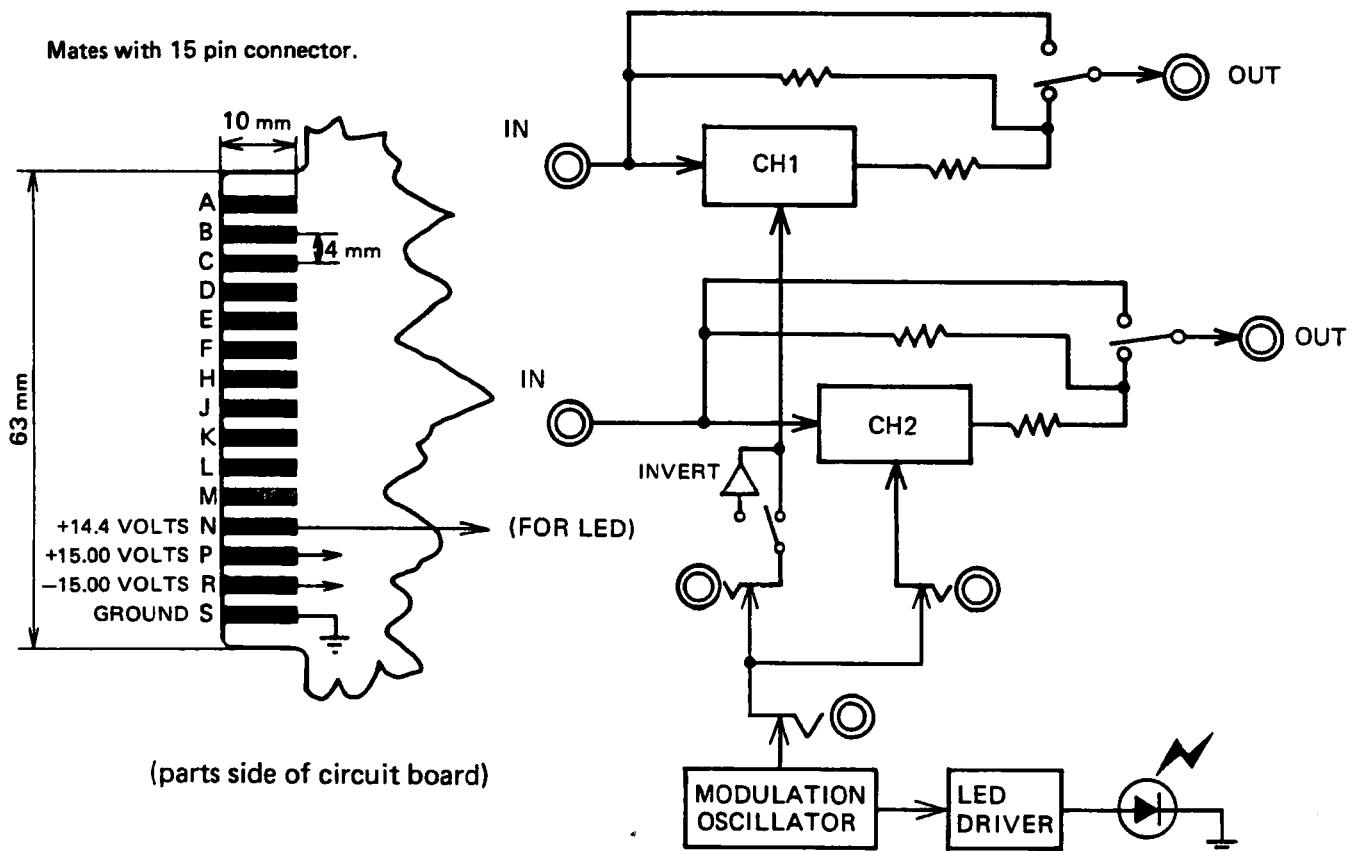 Mates with 15 pin connector.
10 mm
63 mm
A
B
C
4 mm
D
E
F
H
J
K
L
M
+14.4 VOLTS N (FOR LED)
+15.00 VOLTS P
−15.00 VOLTS R
GROUND S
(parts side of circuit board)
IN
CH1
OUT
IN
CH2
OUT
INVERT
MODULATION
OSCILLATOR
LED
DRIVER